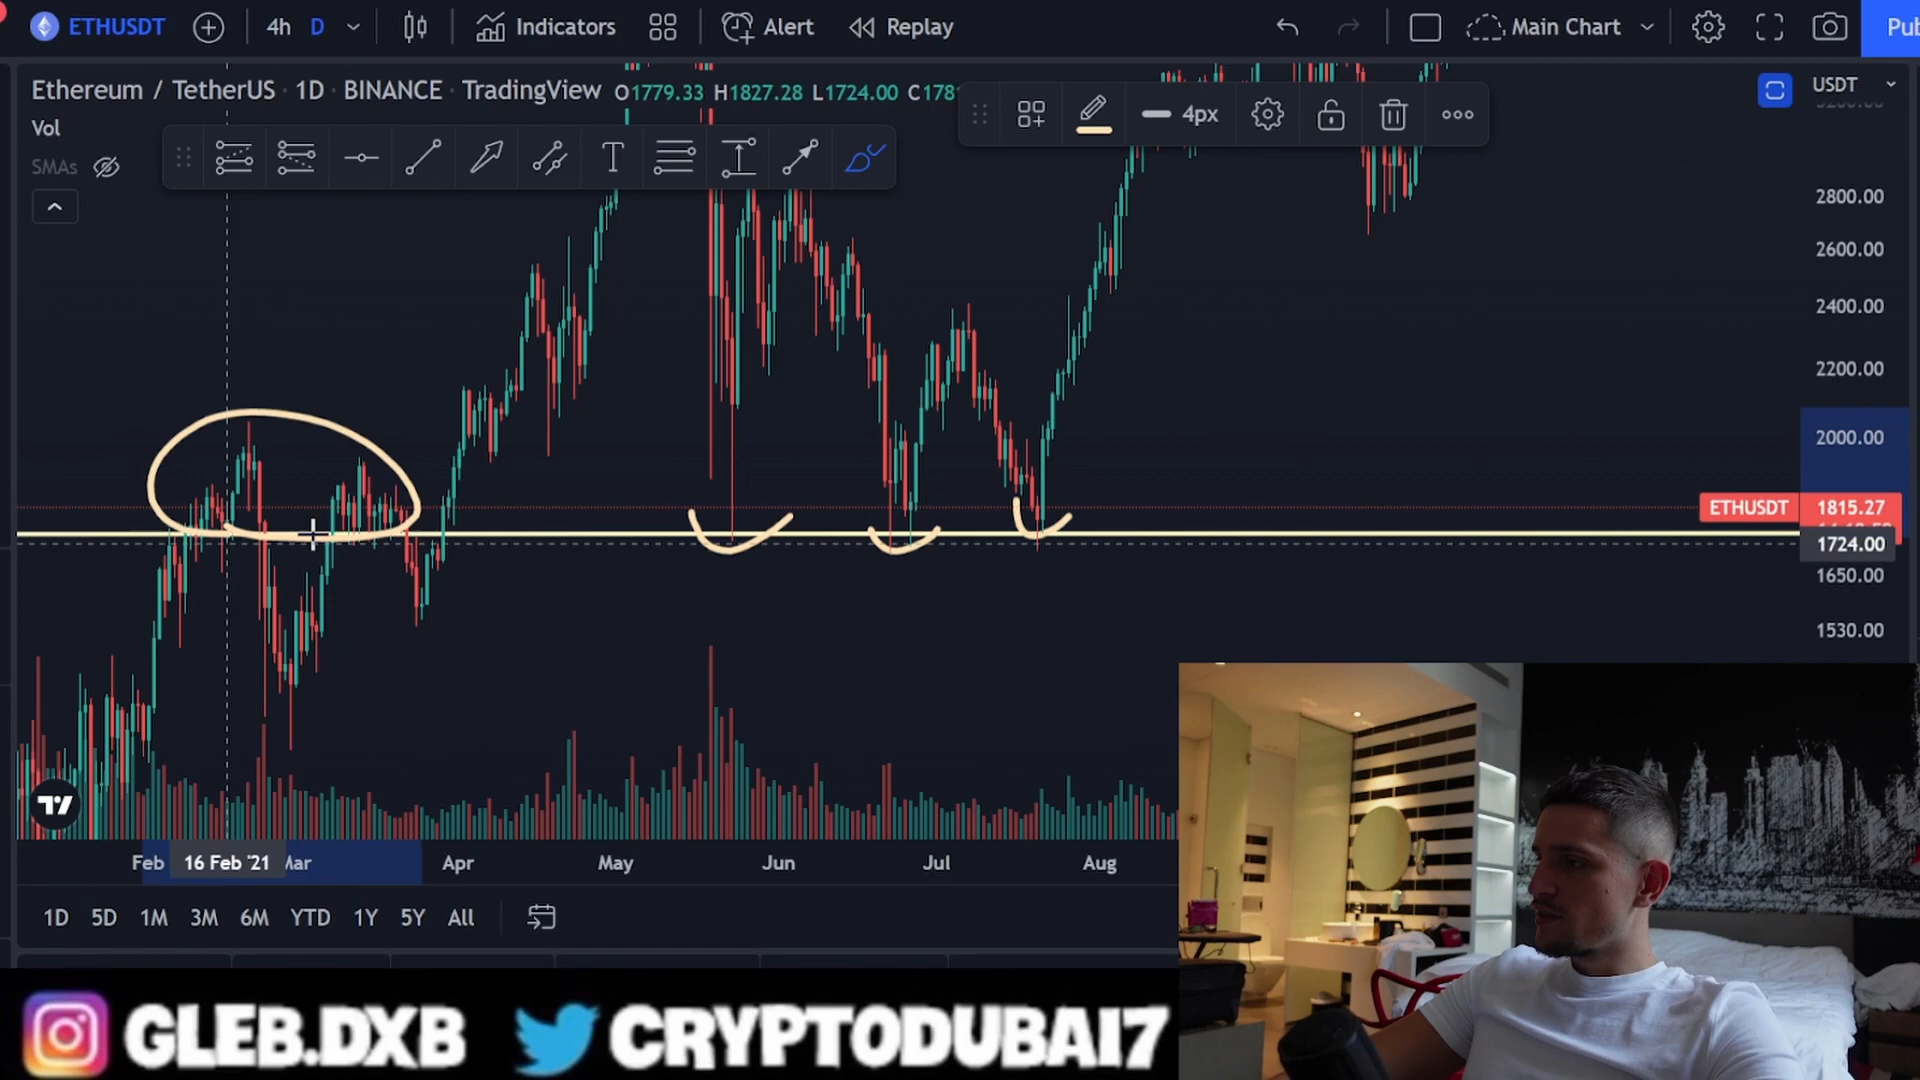 ETHUSDT 4h D Indicators Alert Replay Main Chart Pub
Ethereum / TetherUS · 1D · BINANCE · TradingView O1779.33 H1827.28 L1724.00 C178
4px
USDT
Vol
SMAs
2800.00
2600.00
2400.00
2200.00
2000.00
ETHUSDT 1815.27
1724.00
1650.00
1530.00
Feb 16 Feb '21 Mar Apr May Jun Jul Aug
1D 5D 1M 3M 6M YTD 1Y 5Y All
GLEB.DXB CRYPTODUBAI7